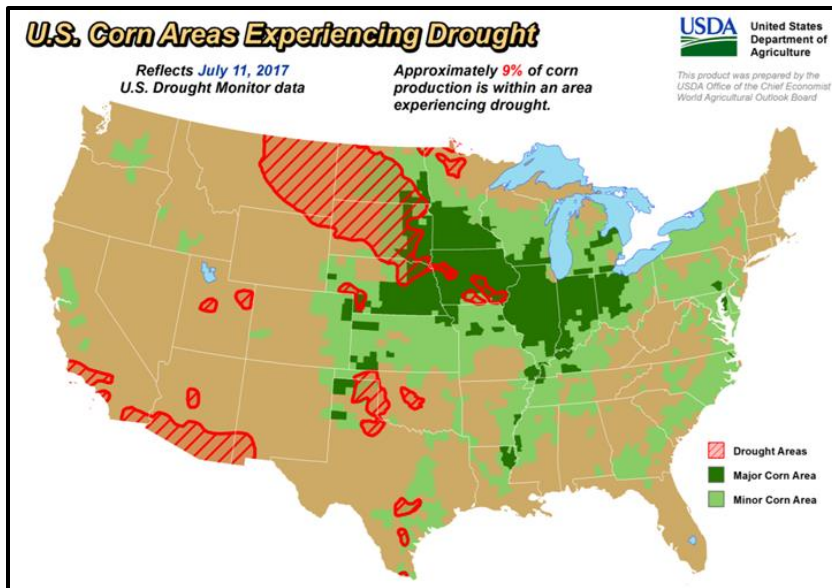 U.S. Corn Areas Experiencing Drought
Reflects July 11, 2017
U.S. Drought Monitor data
Approximately 9% of corn
production is within an area
experiencing drought.
USDA
United States
Department of
Agriculture
This product was prepared by the
USDA Office of the Chief Economist
World Agricultural Outlook Board
Drought Areas
Major Corn Area
Minor Corn Area